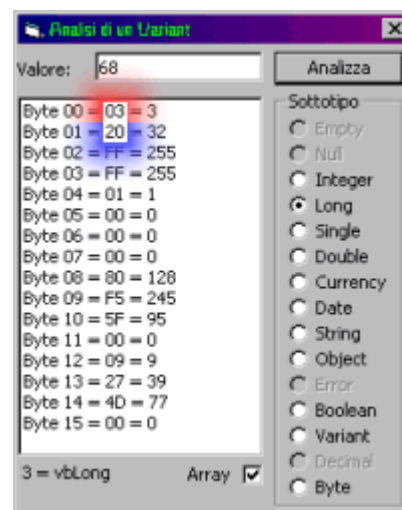 Analisi di un Variant
Valore: 68
Analizza
Byte 00 = 03 = 3
Byte 01 = 20 = 32
Byte 02 = FF = 255
Byte 03 = FF = 255
Byte 04 = 01 = 1
Byte 05 = 00 = 0
Byte 06 = 00 = 0
Byte 07 = 00 = 0
Byte 08 = 80 = 128
Byte 09 = F5 = 245
Byte 10 = 5F = 95
Byte 11 = 00 = 0
Byte 12 = 09 = 9
Byte 13 = 27 = 39
Byte 14 = 4D = 77
Byte 15 = 00 = 0
3 = vbLong
Array
Sottotipo
Empty
Null
Integer
Long
Single
Double
Currency
Date
String
Object
Error
Boolean
Variant
Decimal
Byte